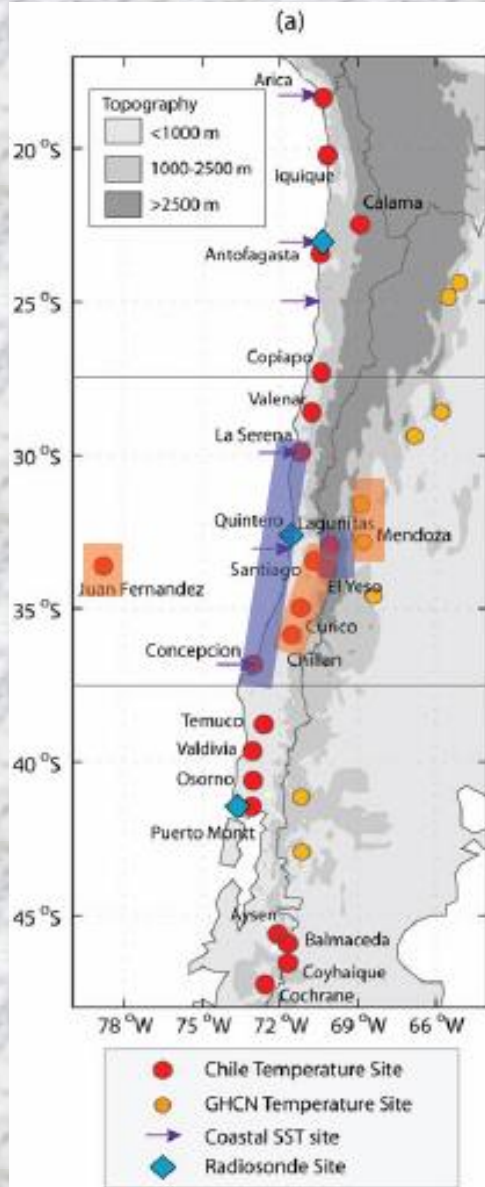 (a)
Topography
<1000 m
1000-2500 m
>2500 m
Arica
20 °S
Iquique
Calama
Antofagasta
25 °S
Copiapo
Valenar
La Serena
30 °S
Quintero
Lagunitas
Mendoza
Santiago
Juan Fernandez
El Yeso
35 °S
Curico
Concepcion
Chillan
Temuco
Valdivia
40 °S
Osorno
Puerto Montt
Aysen
45 °S
Balmaceda
Coyhaique
Cochrane
78 °W 75 °W 72 °W 69 °W 66 °W
Chile Temperature Site
GHCN Temperature Site
Coastal SST site
Radiosonde Site